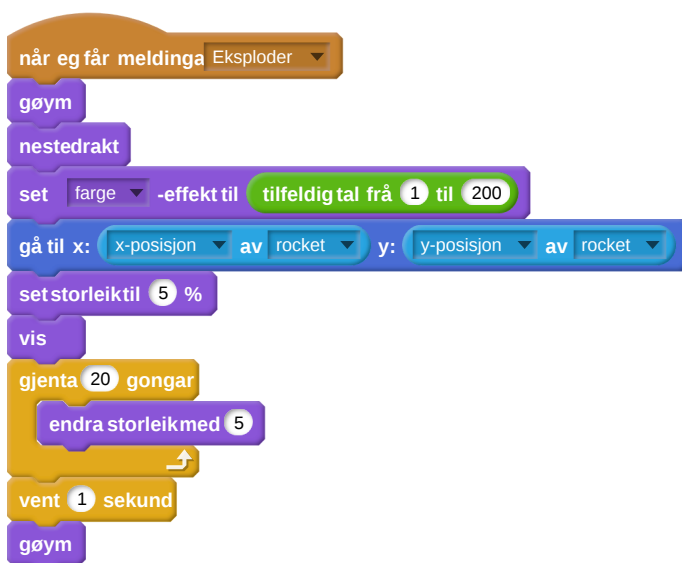 når eg får meldinga Eksploder
gøym
nestedrakt
set farge -effekt til tilfeldig tal frå 1 til 200
gå til x: x-posisjon av rocket y: y-posisjon av rocket
set storleik til 5 %
vis
gjenta 20 gongar
endra storleik med 5
vent 1 sekund
gøym